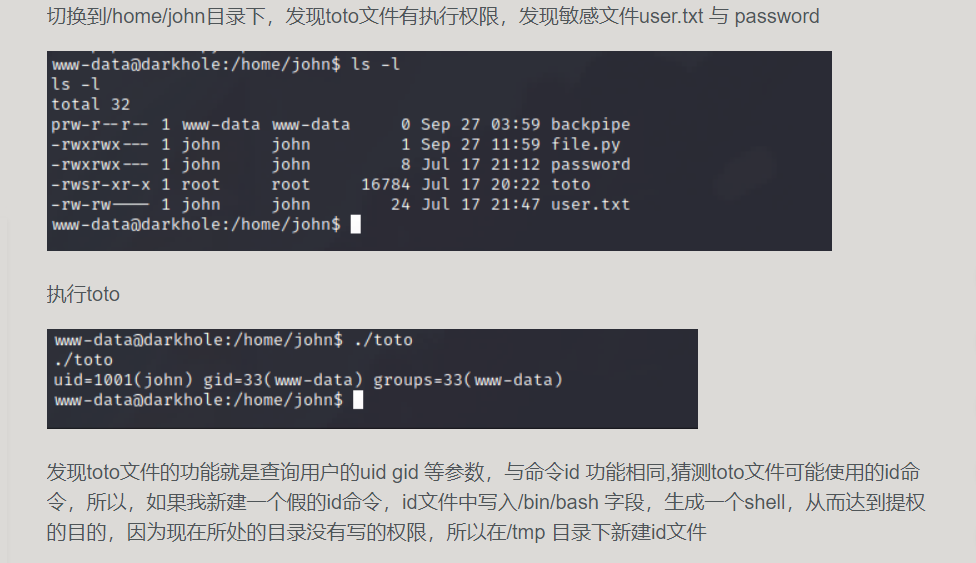 切换到/home/john目录下，发现toto文件有执行权限，发现敏感文件user.txt 与 password
www-data@darkhole:/home/john$ ls -l
ls -l
total 32
prw-r--r-- 1 www-data www-data     0 Sep 27 03:59 backpipe
-rwxrwx--- 1 john     john         1 Sep 27 11:59 file.py
-rwxrwx--- 1 john     john         8 Jul 17 21:12 password
-rwsr-xr-x 1 root     root     16784 Jul 17 20:22 toto
-rw-rw---- 1 john     john        24 Jul 17 21:47 user.txt
www-data@darkhole:/home/john$
执行toto
www-data@darkhole:/home/john$ ./toto
./toto
uid=1001(john) gid=33(www-data) groups=33(www-data)
www-data@darkhole:/home/john$
发现toto文件的功能就是查询用户的uid gid 等参数，与命令id 功能相同,猜测toto文件可能使用的id命
令，所以，如果我新建一个假的id命令，id文件中写入/bin/bash 字段，生成一个shell，从而达到提权
的目的，因为现在所处的目录没有写的权限，所以在/tmp 目录下新建id文件